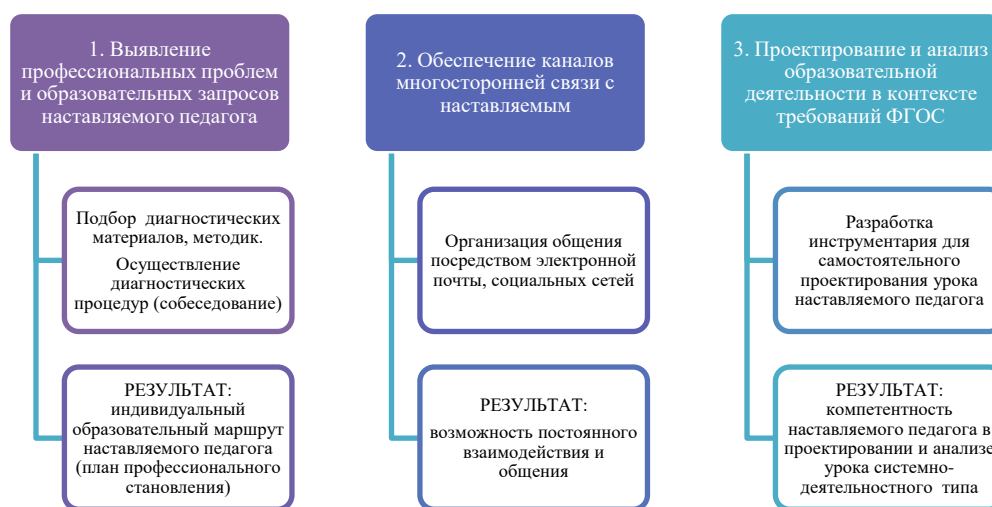 1. Выявление
профессиональных проблем
и образовательных запросов
наставляемого педагога
Подбор диагностических
материалов, методик.
Осуществление
диагностических
процедур (собеседование)
РЕЗУЛЬТАТ:
индивидуальный
образовательный маршрут
наставляемого педагога
(план профессионального
становления)
2. Обеспечение каналов
многосторонней связи с
наставляемым
Организация общения
посредством электронной
почты, социальных сетей
РЕЗУЛЬТАТ:
возможность постоянного
взаимодействия и
общения
3. Проектирование и анализ
образовательной
деятельности в контексте
требований ФГОС
Разработка
инструментария для
самостоятельного
проектирования урока
наставляемого педагога
РЕЗУЛЬТАТ:
компетентность
наставляемого педагога в
проектировании и анализе
урока системно-
деятельностного типа